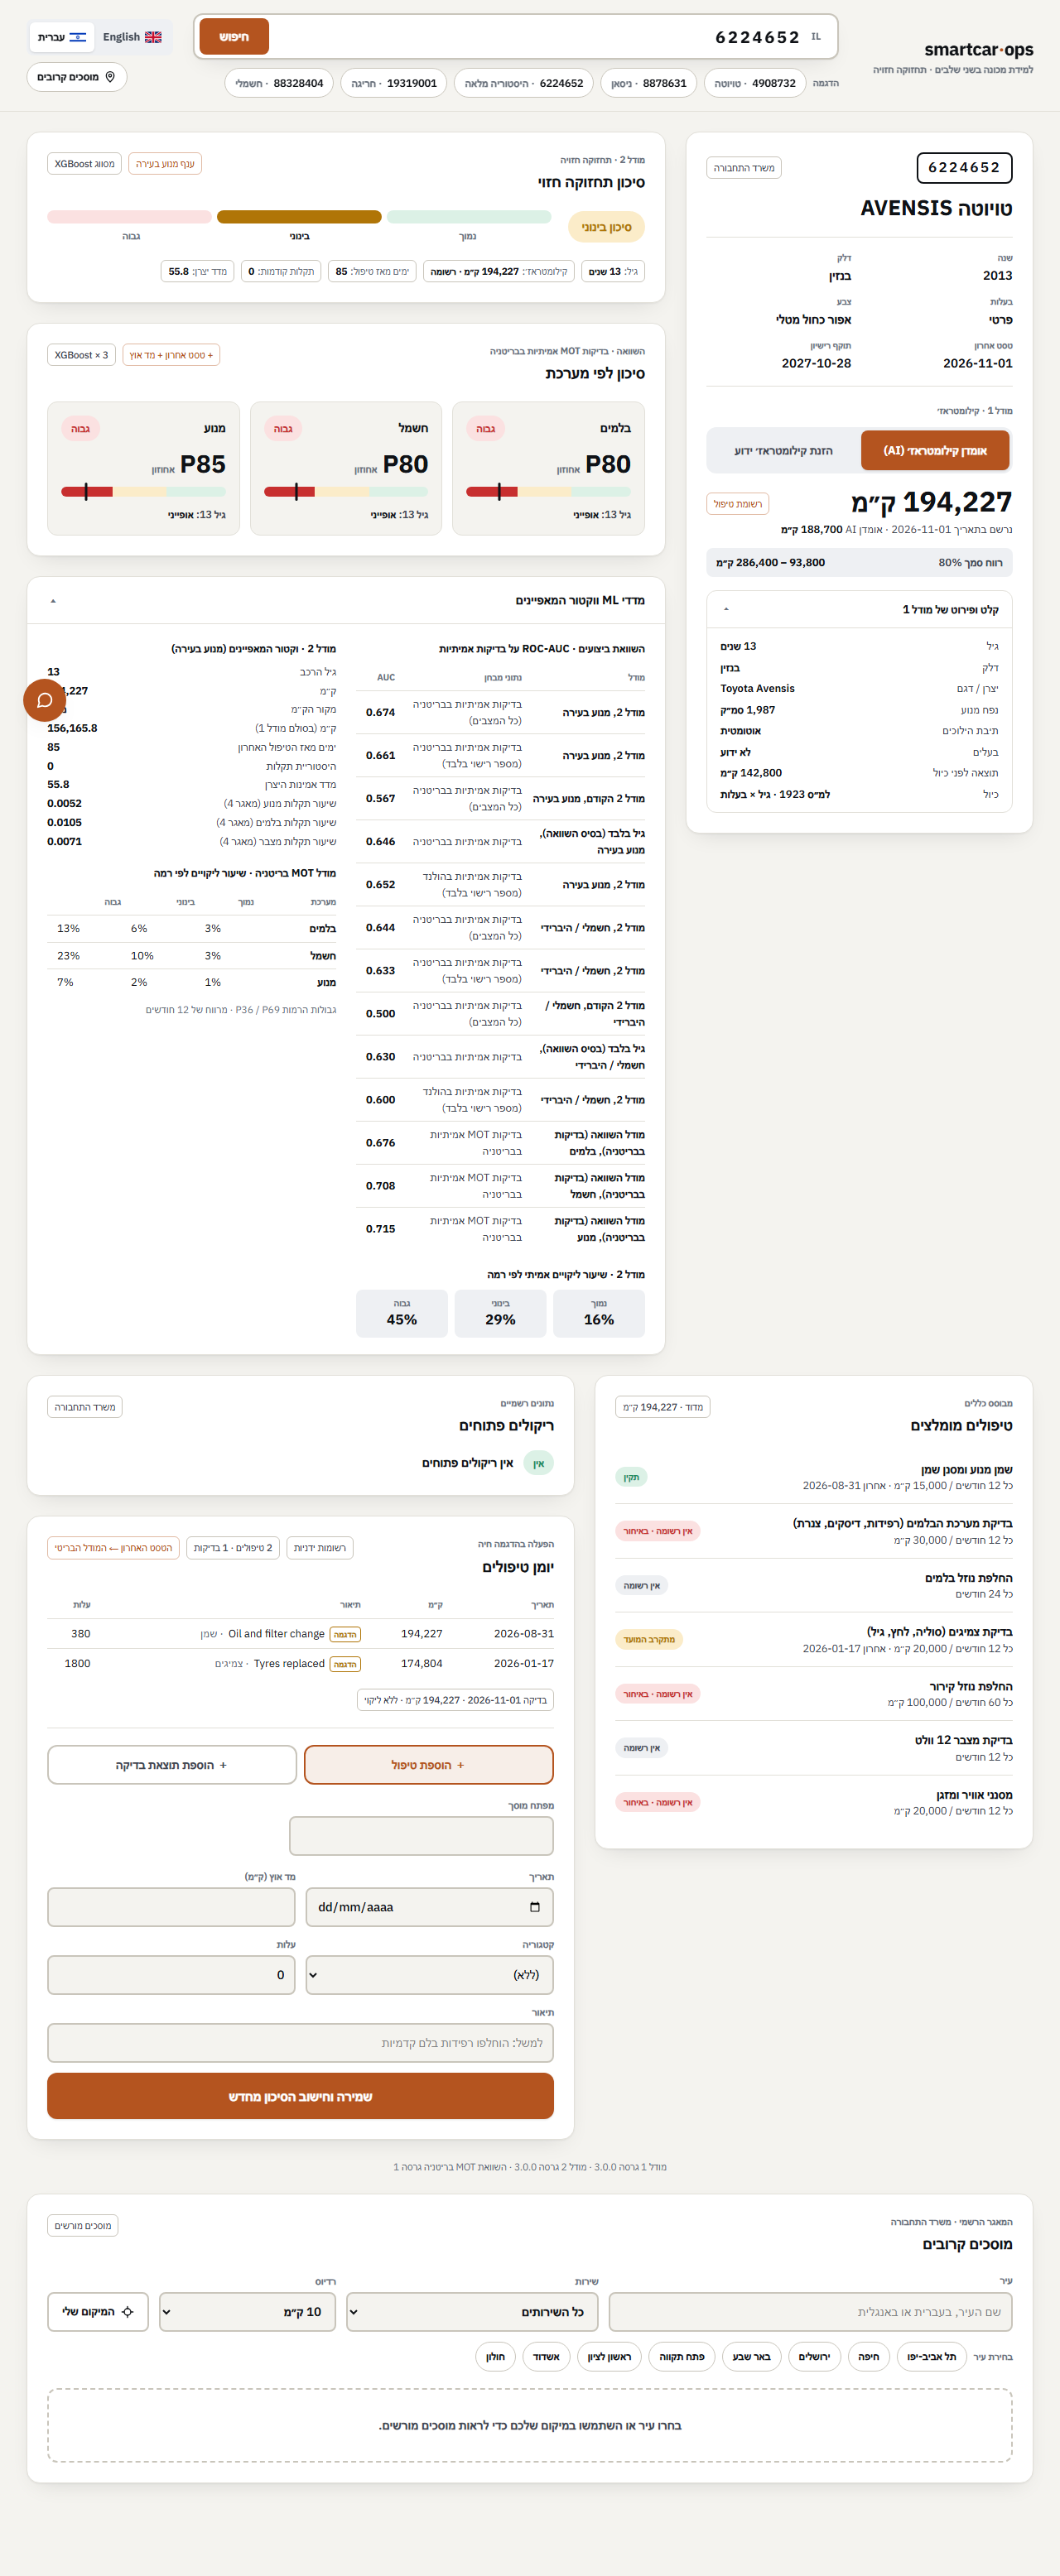 smartcar·ops
למידת מכונה בשני שלבים · תחזוקה חזויה
IL 6224652 חיפוש
הדגמה 4908732 · טויוטה 8878631 · ניסאן 6224652 · היסטוריה מלאה 19319001 · חריגה 88328404 · חשמלי
English עברית
מוסכים קרובים
6224652 משרד התחבורה
טויוטה AVENSIS
שנה דלק
2013 בנזין
בעלות צבע
פרטי אפור כחול מטלי
טסט אחרון תוקף רישיון
2026-11-01 2027-10-28
מודל 1 · קילומטראז׳
אומדן קילומטראז׳ (AI) הזנת קילומטראז׳ ידוע
194,227 ק״מ רשומת טיפול
נרשם בתאריך 2026-11-01 · אומדן AI 188,700 ק״מ
רווח סמך 80% 93,800 – 286,400 ק״מ
קלט ופירוט של מודל 1
גיל 13 שנים
דלק בנזין
יצרן / דגם Toyota Avensis
נפח מנוע 1,987 סמ״ק
תיבת הילוכים אוטומטית
בעלים לא ידוע
תוצאה לפני כיול 142,800 ק״מ
כיול למ״ס 1923 · גיל × בעלות
מודל 2 · תחזוקה חזויה
ענף מנוע בעירה מסווג XGBoost
סיכון תחזוקה חזוי
סיכון בינוני
נמוך בינוני גבוה
גיל: 13 שנים קילומטראז׳: 194,227 ק״מ · רשומה ימים מאז טיפול: 85 תקלות קודמות: 0 מדד יצרן: 55.8
השוואה · בדיקות MOT אמיתיות בבריטניה
+ טסט אחרון + מד אוץ XGBoost × 3
סיכון לפי מערכת
בלמים גבוה
P80 אחוזון
גיל 13: אופייני
חשמל גבוה
P80 אחוזון
גיל 13: אופייני
מנוע גבוה
P85 אחוזון
גיל 13: אופייני
מדדי ML ווקטור המאפיינים
השוואת ביצועים · ROC-AUC על בדיקות אמיתיות
מודל נתוני מבחן AUC
מודל 2, מנוע בעירה בדיקות אמיתיות בבריטניה (כל המצבים) 0.674
מודל 2, מנוע בעירה בדיקות אמיתיות בבריטניה (מספר רישוי בלבד) 0.661
מודל 2 הקודם, מנוע בעירה בדיקות אמיתיות בבריטניה (כל המצבים) 0.567
גיל בלבד (בסיס השוואה), מנוע בעירה בדיקות אמיתיות בבריטניה 0.646
מודל 2, מנוע בעירה בדיקות אמיתיות בהולנד (מספר רישוי בלבד) 0.652
מודל 2, חשמלי / היברידי בדיקות אמיתיות בבריטניה (כל המצבים) 0.644
מודל 2, חשמלי / היברידי בדיקות אמיתיות בבריטניה (מספר רישוי בלבד) 0.633
מודל 2 הקודם, חשמלי / היברידי בדיקות אמיתיות בבריטניה (כל המצבים) 0.500
גיל בלבד (בסיס השוואה), חשמלי / היברידי בדיקות אמיתיות בבריטניה 0.630
מודל 2, חשמלי / היברידי בדיקות אמיתיות בהולנד (מספר רישוי בלבד) 0.600
מודל השוואה (בדיקות בבריטניה), בלמים בדיקות MOT אמיתיות בבריטניה 0.676
מודל השוואה (בדיקות בבריטניה), חשמל בדיקות MOT אמיתיות בבריטניה 0.708
מודל השוואה (בדיקות בבריטניה), מנוע בדיקות MOT אמיתיות בבריטניה 0.715
מודל 2 · שיעור ליקויים אמיתי לפי רמה
נמוך בינוני גבוה
16% 29% 45%
מודל 2 · וקטור המאפיינים (מנוע בעירה)
גיל הרכב 13
ק״מ
מקור הק״מ
ק״מ (בסולם מודל 1) 156,165.8
ימים מאז הטיפול האחרון 85
היסטוריית תקלות 0
מדד אמינות היצרן 55.8
שיעור תקלות מנוע (מאגר 4) 0.0052
שיעור תקלות בלמים (מאגר 4) 0.0105
שיעור תקלות מצבר (מאגר 4) 0.0071
מודל MOT בריטניה · שיעור ליקויים לפי רמה
מערכת נמוך בינוני גבוה
בלמים 3% 6% 13%
חשמל 3% 10% 23%
מנוע 1% 2% 7%
גבולות הרמות P36 / P69 · מרווח של 12 חודשים
מבוסס כללים
מדוד · 194,227 ק״מ
טיפולים מומלצים
שמן מנוע ומסנן שמן תקין
כל 12 חודשים / 15,000 ק״מ · אחרון 2026-08-31
בדיקת מערכת הבלמים (רפידות, דיסקים, צנרת) אין רשומה · באיחור
כל 12 חודשים / 30,000 ק״מ
החלפת נוזל בלמים אין רשומה
כל 24 חודשים
בדיקת צמיגים (סוליה, לחץ, גיל) מתקרב המועד
כל 12 חודשים / 20,000 ק״מ · אחרון 2026-01-17
החלפת נוזל קירור אין רשומה · באיחור
כל 60 חודשים / 100,000 ק״מ
בדיקת מצבר 12 וולט אין רשומה
כל 12 חודשים
מסנני אוויר ומזגן אין רשומה · באיחור
כל 12 חודשים / 20,000 ק״מ
נתונים רשמיים
משרד התחבורה
ריקולים פתוחים
אין אין ריקולים פתוחים
הפעלה בהדגמה חיה
רשומות ידניות 2 טיפולים · 1 בדיקות הטסט האחרון ← המודל הבריטי
יומן טיפולים
תאריך ק״מ תיאור עלות
2026-08-31 194,227 הדגמה Oil and filter change · שמן 380
2026-01-17 174,804 הדגמה Tyres replaced · צמיגים 1800
בדיקה 2026-11-01 · 194,227 ק״מ · ללא ליקוי
+ הוספת טיפול + הוספת תוצאת בדיקה
מפתח מוסך
תאריך מד אוץ (ק״מ)
dd/mm/aaaa
קטגוריה עלות
(ללא) 0
תיאור
למשל: הוחלפו רפידות בלם קדמיות
שמירה וחישוב הסיכון מחדש
מודל 1 גרסה 3.0.0 · מודל 2 גרסה 3.0.0 · השוואת MOT בריטניה גרסה 1
המאגר הרשמי · משרד התחבורה
מוסכים מורשים
מוסכים קרובים
עיר שירות רדיוס
שם העיר, בעברית או באנגלית כל השירותים 10 ק״מ המיקום שלי
בחירת עיר תל אביב-יפו חיפה ירושלים באר שבע פתח תקווה ראשון לציון אשדוד חולון
בחרו עיר או השתמשו במיקום שלכם כדי לראות מוסכים מורשים.